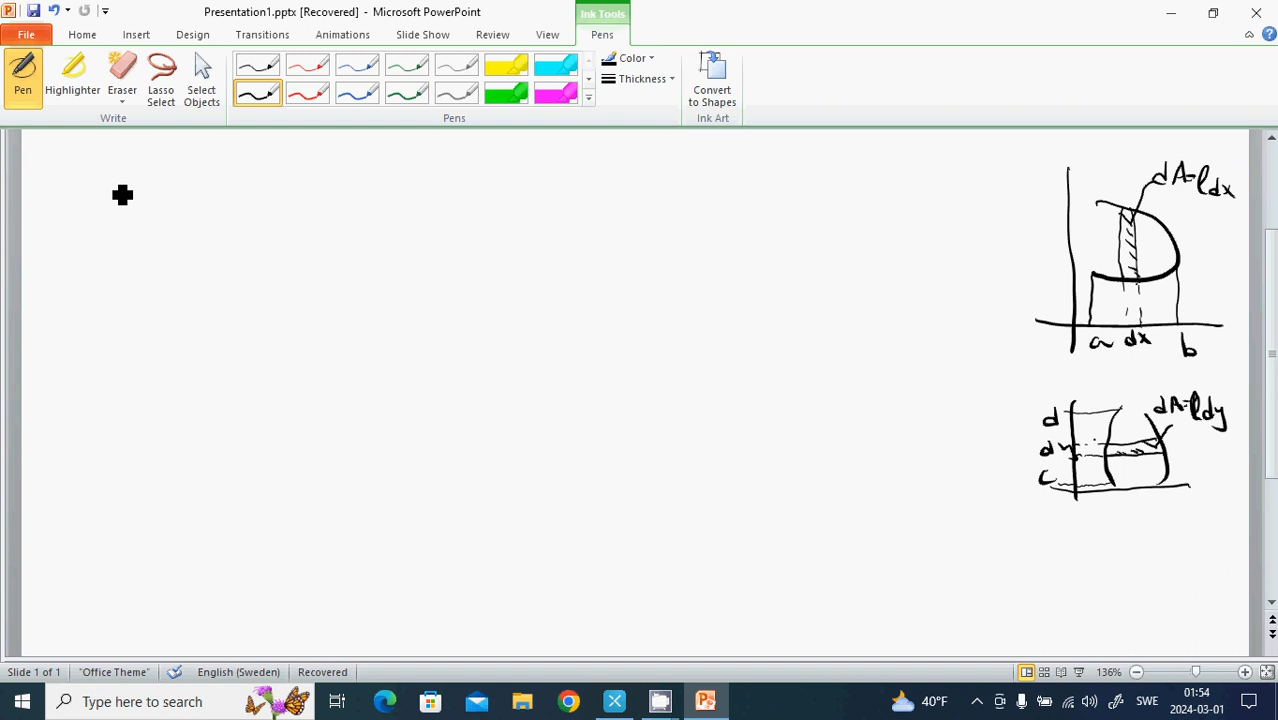 Presentation1.pptx [Recovered] - Microsoft PowerPoint
Ink Tools
File Home Insert Design Transitions Animations Slide Show Review View Pens
Pen Highlighter Eraser Lasso Select Select Objects
Color
Thickness
Convert to Shapes
Write Pens Ink Art
dA=ldx
a dx b
d
dA=ldy
dy
c
Slide 1 of 1 "Office Theme" English (Sweden) Recovered 136%
Type here to search
40°F
SWE
01:54
2024-03-01